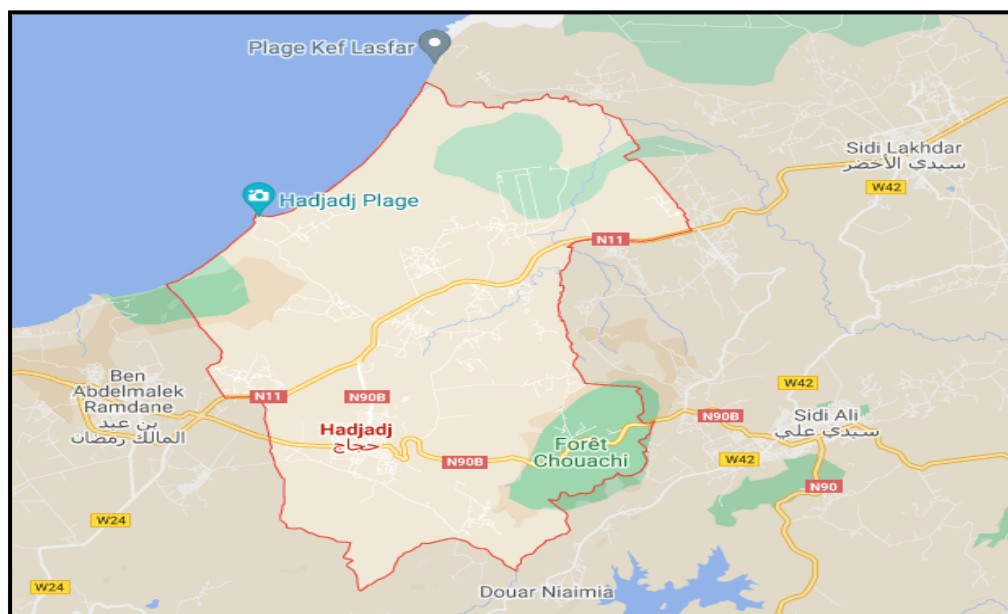 Plage Kef Lasfar
Sidi Lakhdar
سيدي الأخضر
W42
Hadjadj Plage
N11
Ben
Abdelmalek
Ramdane
بن عبد
المالك رمضان
N11
N90B
W42
N90B
Sidi Ali
سيدي علي
Hadjadj
حجاج
Forêt
Chouachi
N90B
W42
N90
W24
W24
Douar Niaimia